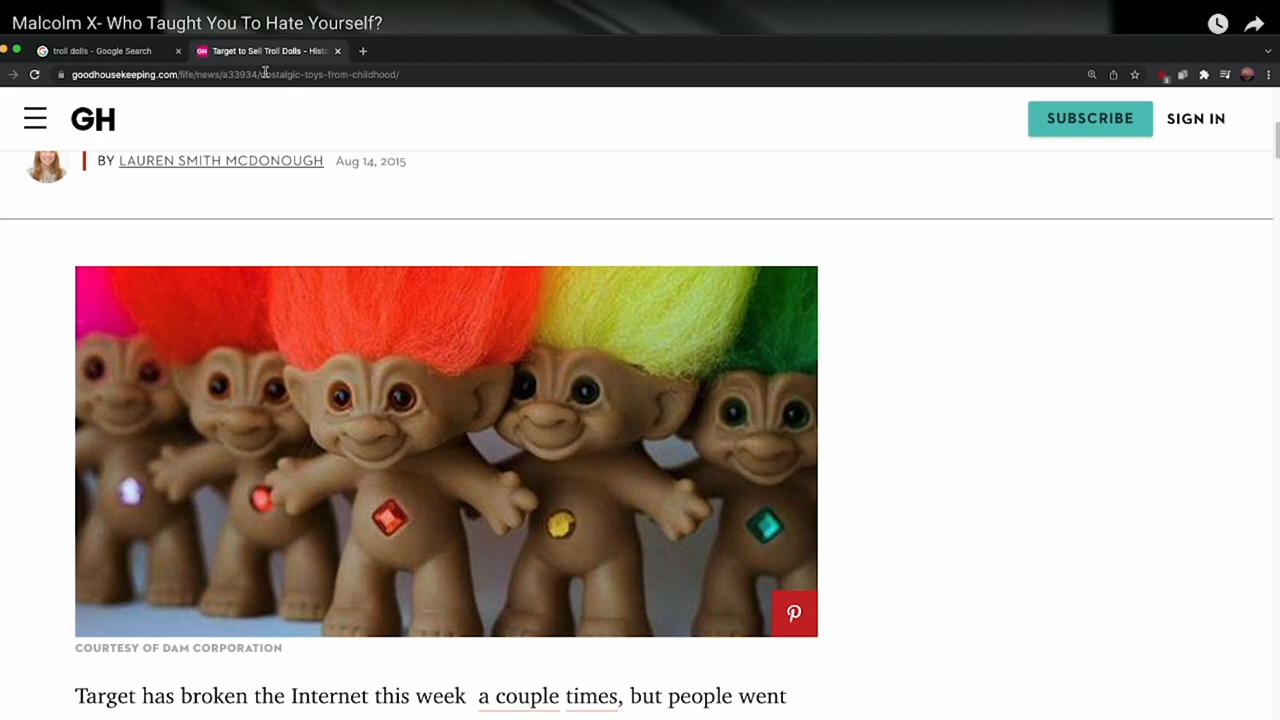 Malcolm X- Who Taught You To Hate Yourself?
troll dolls - Google Search
GH Target to Sell Troll Dolls - Histo
goodhousekeeping.com/life/news/a33934/nostalgic-toys-from-childhood/
GH
SUBSCRIBE
SIGN IN
BY LAUREN SMITH MCDONOUGH Aug 14, 2015
COURTESY OF DAM CORPORATION
Target has broken the Internet this week a couple times, but people went